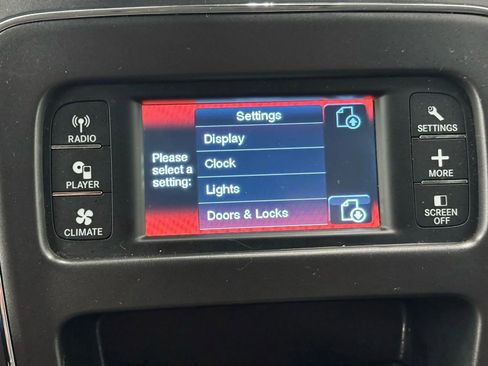 RADIO
PLAYER
CLIMATE
Settings
Display
Please
select a
setting:
Clock
Lights
Doors & Locks
SETTINGS
MORE
SCREEN
OFF